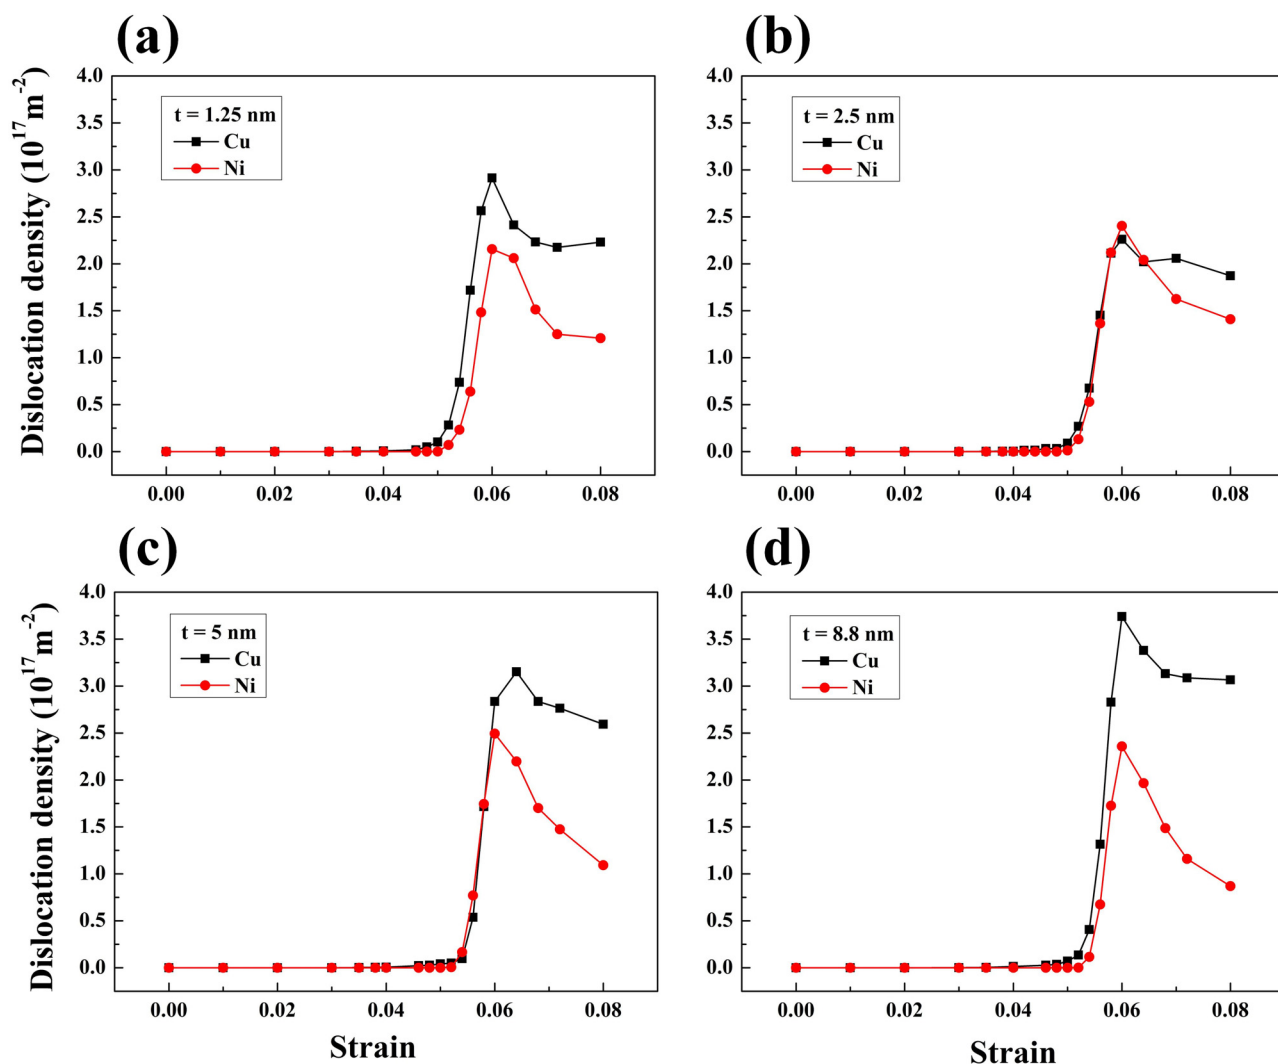 (a)
Dislocation density (10^17 m^-2)
4.0
3.5
3.0
2.5
2.0
1.5
1.0
0.5
0.0
t = 1.25 nm
Cu
Ni
0.00 0.02 0.04 0.06 0.08
(b)
4.0
3.5
3.0
2.5
2.0
1.5
1.0
0.5
0.0
t = 2.5 nm
Cu
Ni
0.00 0.02 0.04 0.06 0.08
(c)
Dislocation density (10^17 m^-2)
4.0
3.5
3.0
2.5
2.0
1.5
1.0
0.5
0.0
t = 5 nm
Cu
Ni
0.00 0.02 0.04 0.06 0.08
Strain
(d)
4.0
3.5
3.0
2.5
2.0
1.5
1.0
0.5
0.0
t = 8.8 nm
Cu
Ni
0.00 0.02 0.04 0.06 0.08
Strain